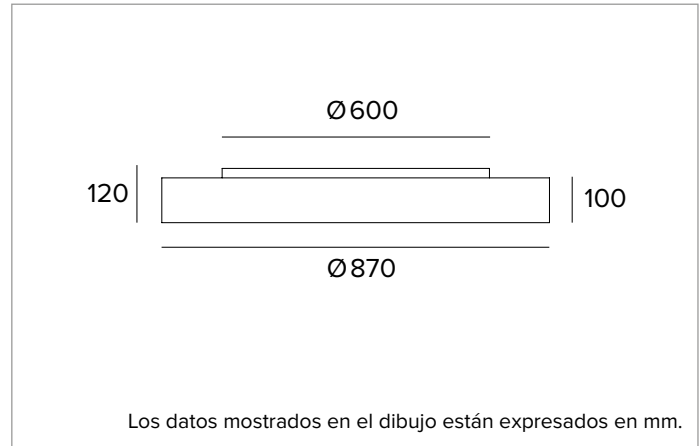 Ø600
120
100
Ø870
Los datos mostrados en el dibujo están expresados en mm.